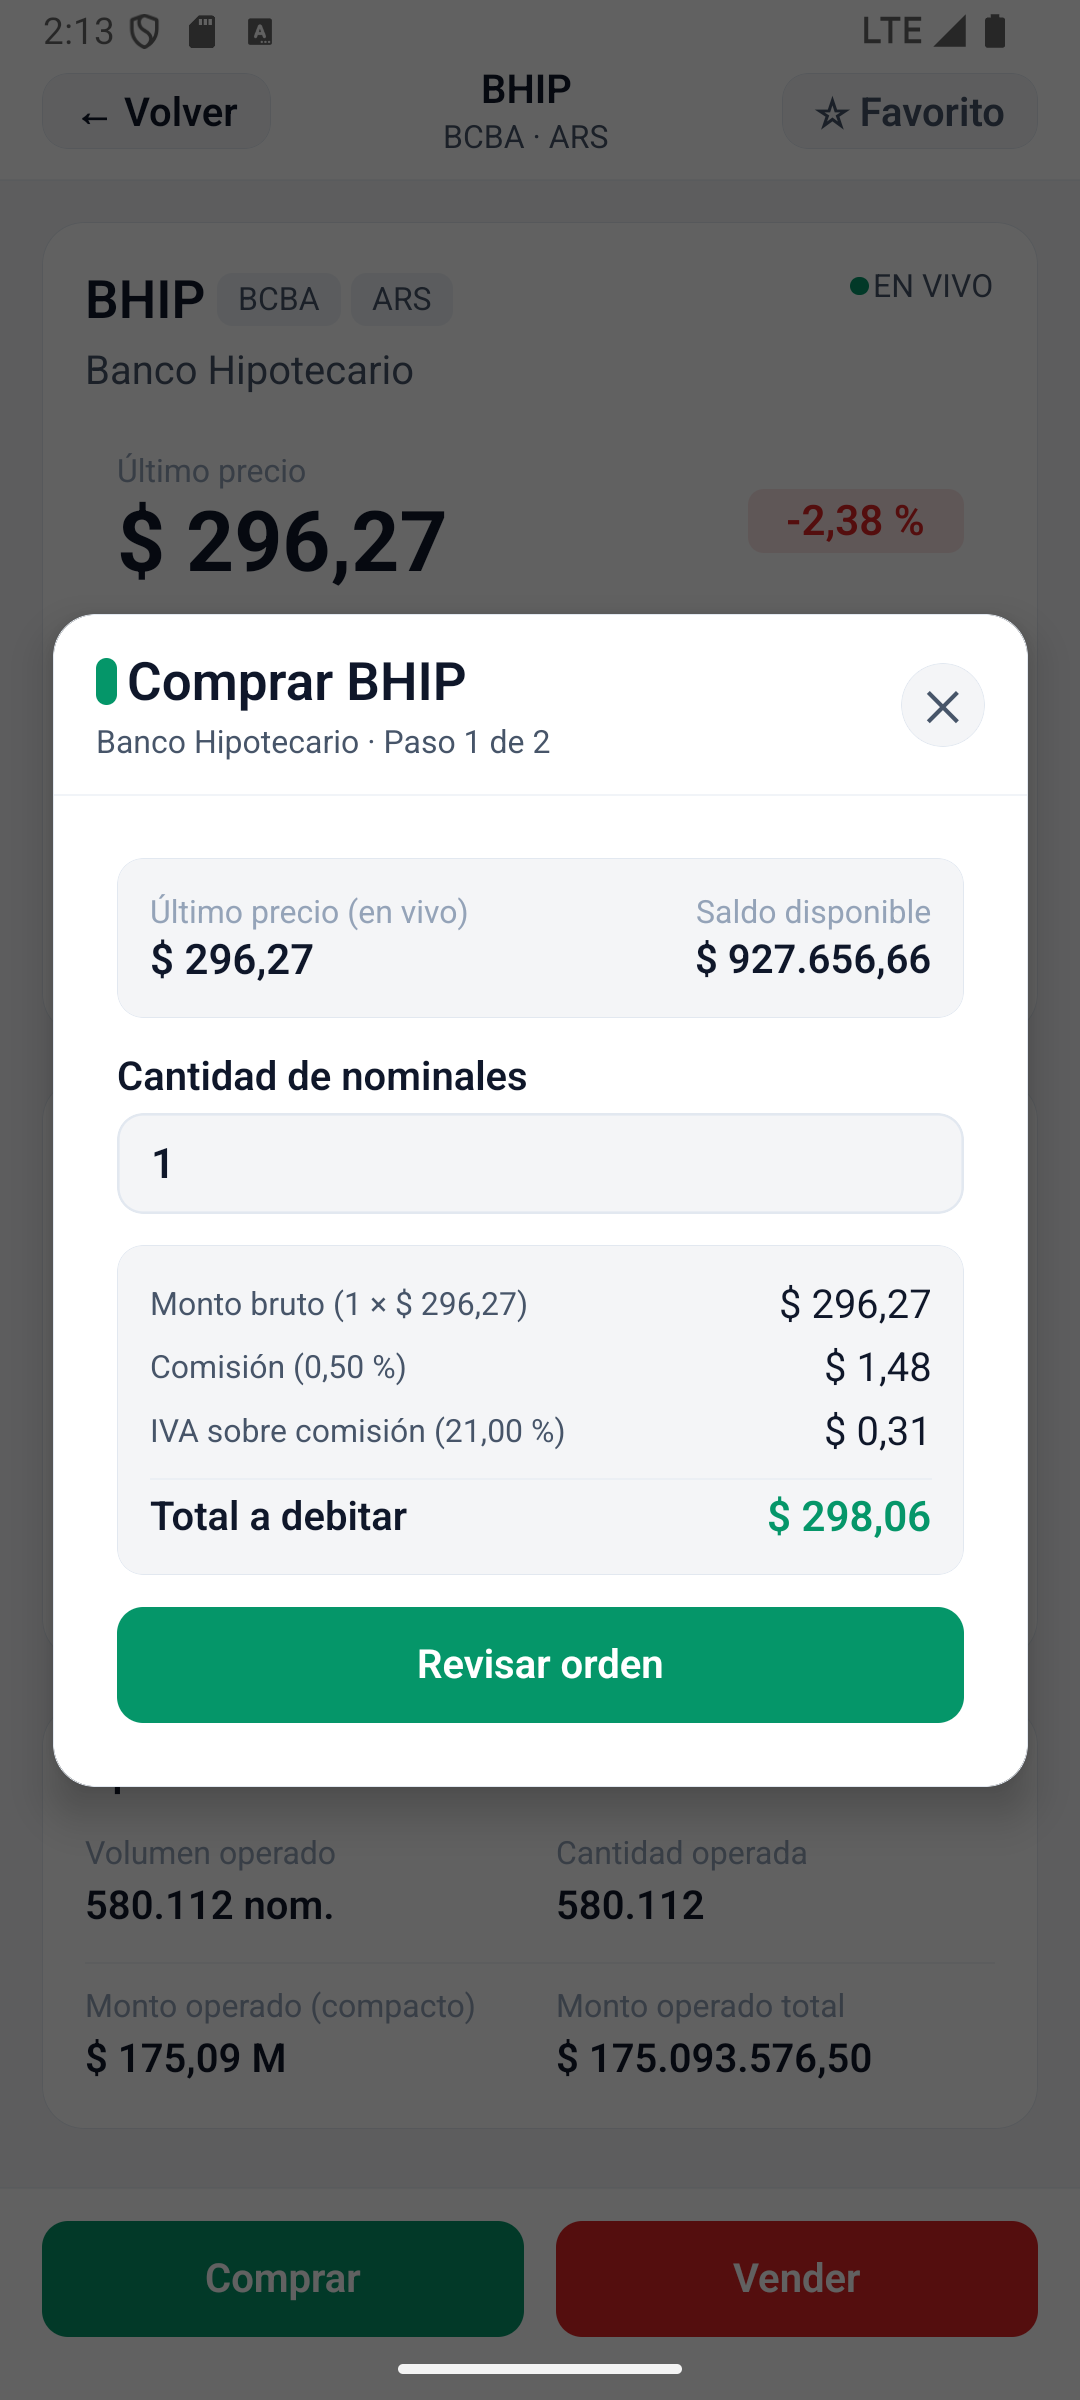 2:13
LTE
← Volver
BHIP
BCBA · ARS
☆ Favorito
BHIP BCBA ARS
EN VIVO
Banco Hipotecario
Último precio
$ 296,27
-2,38 %
Comprar BHIP
Banco Hipotecario · Paso 1 de 2
Último precio (en vivo)
$ 296,27
Saldo disponible
$ 927.656,66
Cantidad de nominales
1
Monto bruto (1 × $ 296,27) $ 296,27
Comisión (0,50 %) $ 1,48
IVA sobre comisión (21,00 %) $ 0,31
Total a debitar $ 298,06
Revisar orden
Volumen operado
580.112 nom.
Cantidad operada
580.112
Monto operado (compacto)
$ 175,09 M
Monto operado total
$ 175.093.576,50
Comprar
Vender